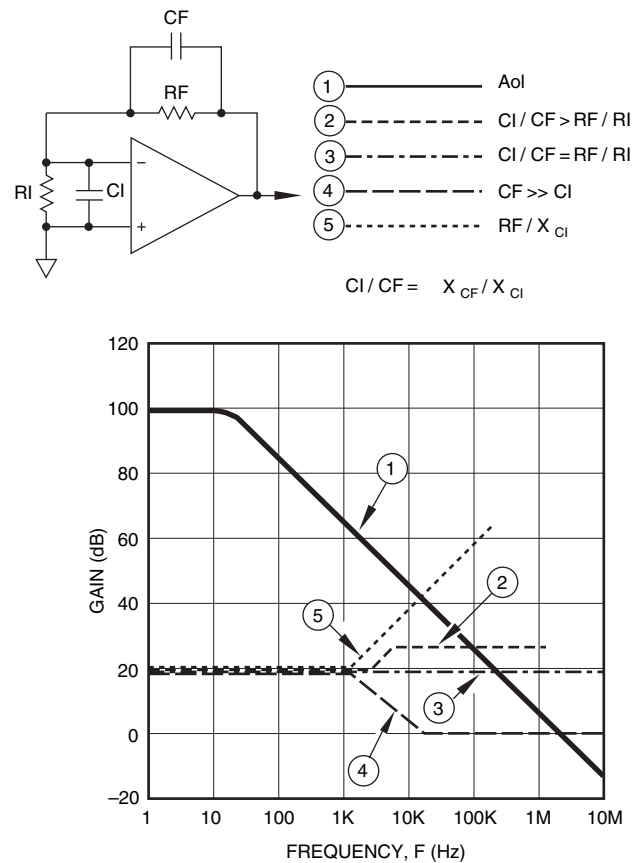 CF
RF
RI
CI
−
+
1 Aol
2 CI / CF > RF / RI
3 CI / CF = RF / RI
4 CF >> CI
5 RF / X CI
CI / CF = X CF / X CI
120
100
80
60
40
20
0
–20
GAIN (dB)
1
2
5
3
4
1 10 100 1K 10K 100K 1M 10M
FREQUENCY, F (Hz)